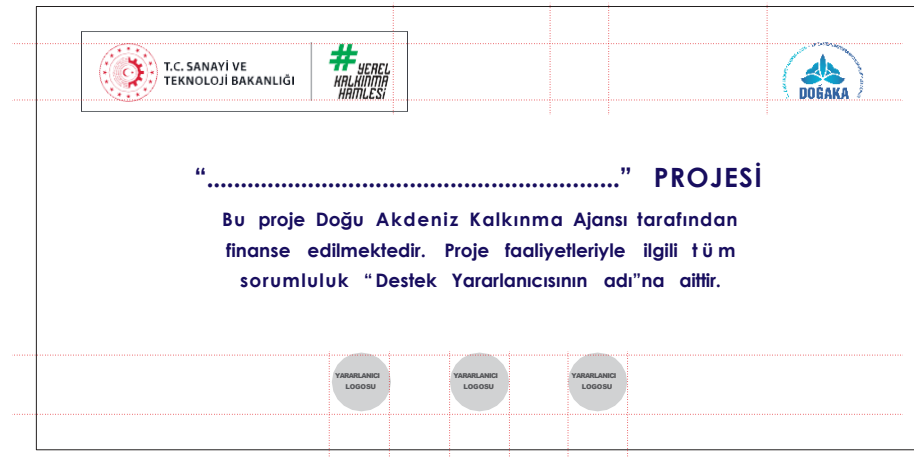 T.C. SANAYİ VE
TEKNOLOJİ BAKANLIĞI
#YEREL
KALKINMA
HAMLESİ
DOĞAKA
“..............................................................” PROJESİ
Bu proje Doğu Akdeniz Kalkınma Ajansı tarafından
finanse edilmektedir. Proje faaliyetleriyle ilgili tüm
sorumluluk “Destek Yararlanıcısının adı”na aittir.
YARARLANICI
LOGOSU
YARARLANICI
LOGOSU
YARARLANICI
LOGOSU